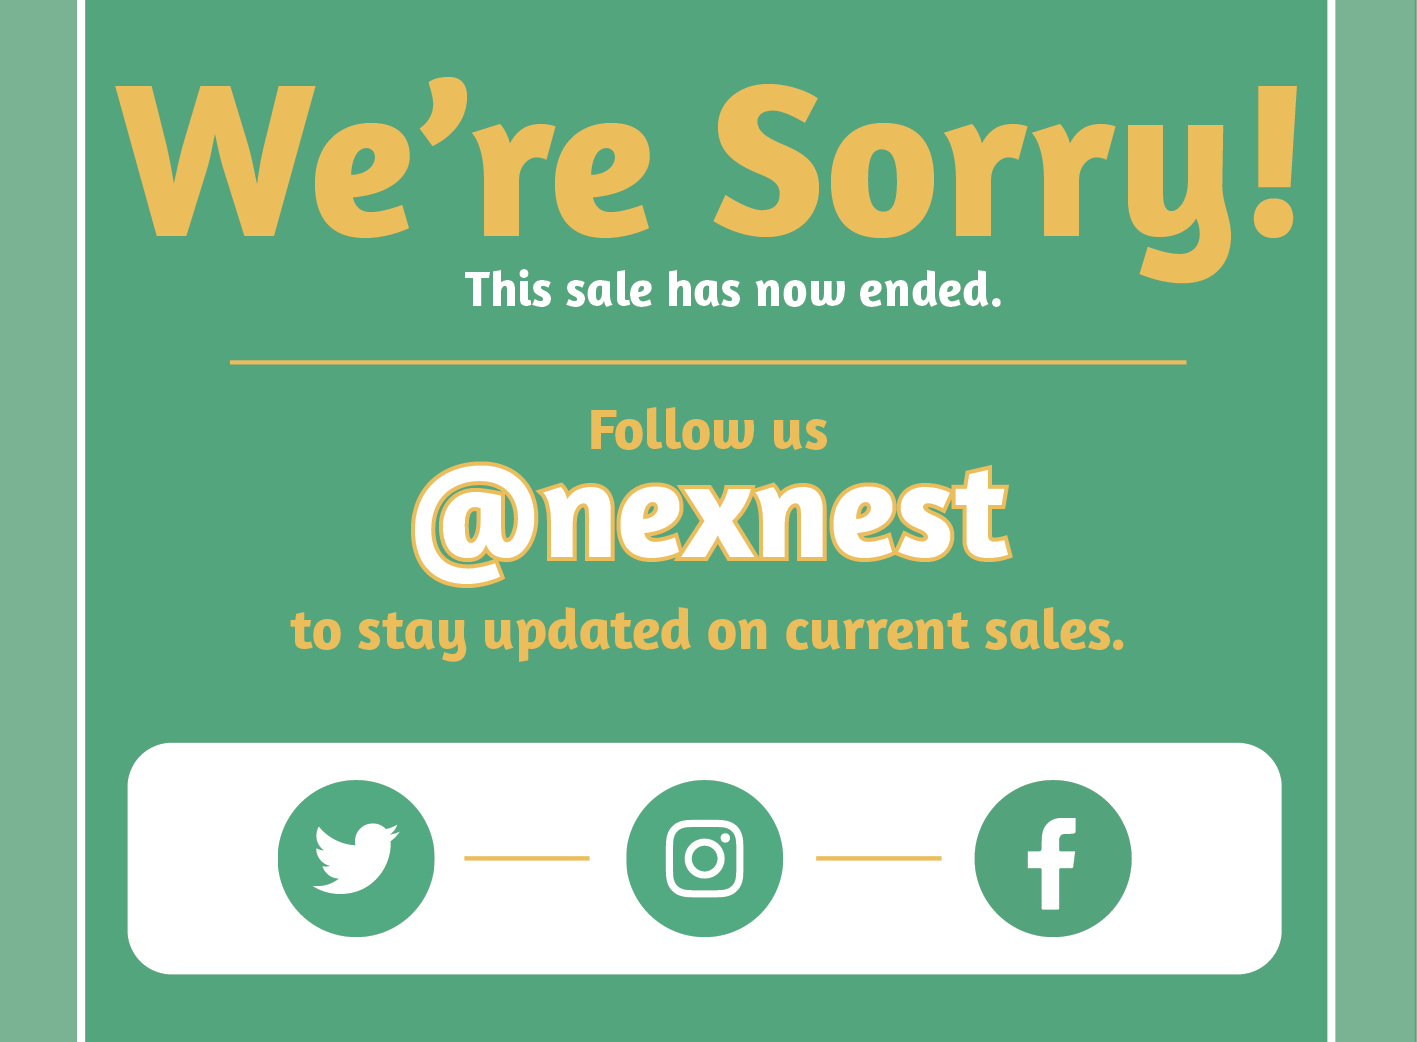 We’re Sorry!
This sale has now ended.
Follow us
@nexnest
to stay updated on current sales.